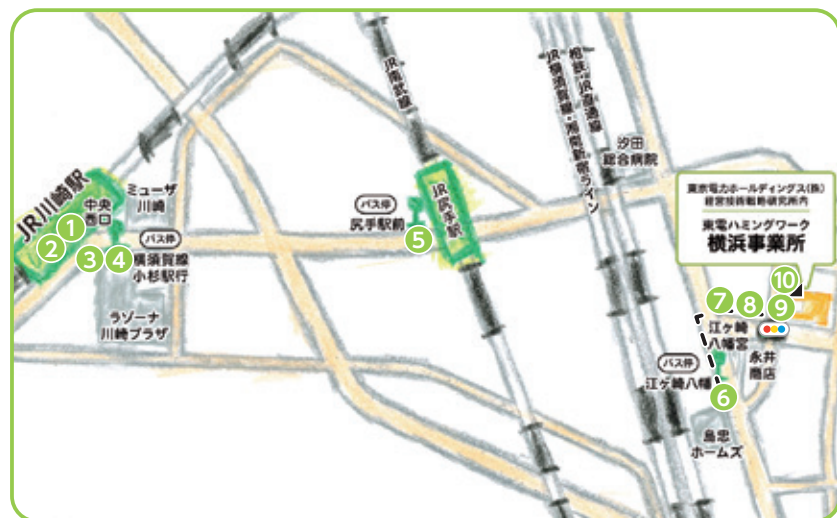 JR川崎駅
中央
西口
①
②
③
④
ミューザ
川崎
バス停
横須賀線
小杉駅行
ラゾーナ
川崎プラザ
JR南武線
バス停
尻手駅前
⑤
JR尻手駅
相鉄・JR直通線
JR横須賀線・湘南新宿ライン
汐田
総合病院
東京電力ホールディングス(株)
経営技術戦略研究所内
東電ハミングワーク
横浜事業所
⑩
⑦
⑧
⑨
江ヶ崎
八幡宮
永井
商店
バス停
江ヶ崎八幡
⑥
島忠
ホームズ